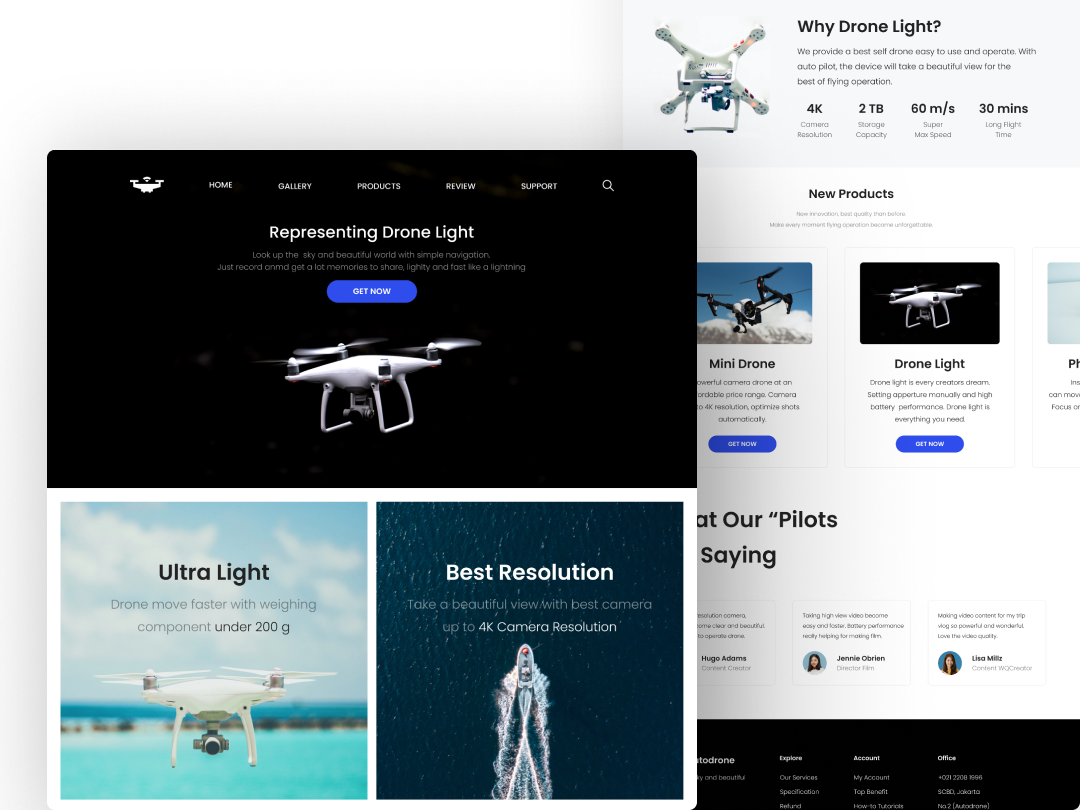 Why Drone Light?
We provide a best self drone easy to use and operate. With
auto pilot, the device will take a beautiful view for the
best of flying operation.
4K
2 TB
60 m/s
30 mins
Camera
Resolution
Storage
Capacity
Super
Max Speed
Long Flight
Time
HOME
GALLERY
PRODUCTS
REVIEW
SUPPORT
Representing Drone Light
Look up the sky and beautiful world with simple navigation.
Just record onmd get a lot memories to share, lighlty and fast like a lightning
GET NOW
Ultra Light
Drone move faster with weighing
component under 200 g
Best Resolution
Take a beautiful view with best camera
up to 4K Camera Resolution
New Products
New innovation, best quality than before.
Make every moment flying operation become unforgettable.
Mini Drone
owerful camera drone at an
ordable price range. Camera
to 4K resolution, optimize shots
automatically.
GET NOW
Drone Light
Drone light is every creators dream.
Setting apperture manually and high
battery performance. Drone light is
everything you need.
GET NOW
Ph
Ins
can mov
Focus or
at Our “Pilots
Saying
esolution camera,
ome clear and beautiful.
to operate drone.
Hugo Adams
Content Creator
Taking high view video become
easy and faster. Battery performance
really helping for making film.
Jennie Obrien
Director Film
Making video content for my trip
vlog so powerful and wonderful.
Love the video quality.
Lisa Millz
Content WQCreator
utodrone
ky and beautiful
Explore
Our Services
Specification
Refund
Account
My Account
Top Benefit
How-to Tutorials
Office
+021 2208 1996
SCBD, Jakarta
No.2 (Autodrone)